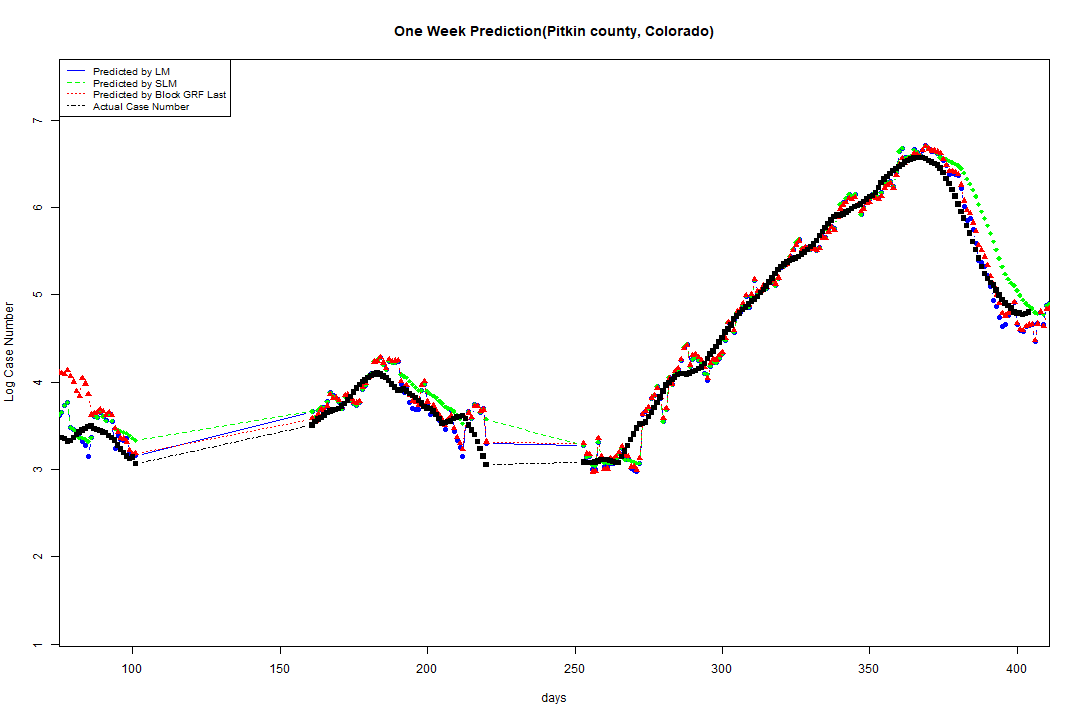 One Week Prediction(Pitkin county, Colorado)
Predicted by LM
Predicted by SLM
Predicted by Block GRF Last
Actual Case Number
Log Case Number
7
6
5
4
3
2
1
100 150 200 250 300 350 400
days